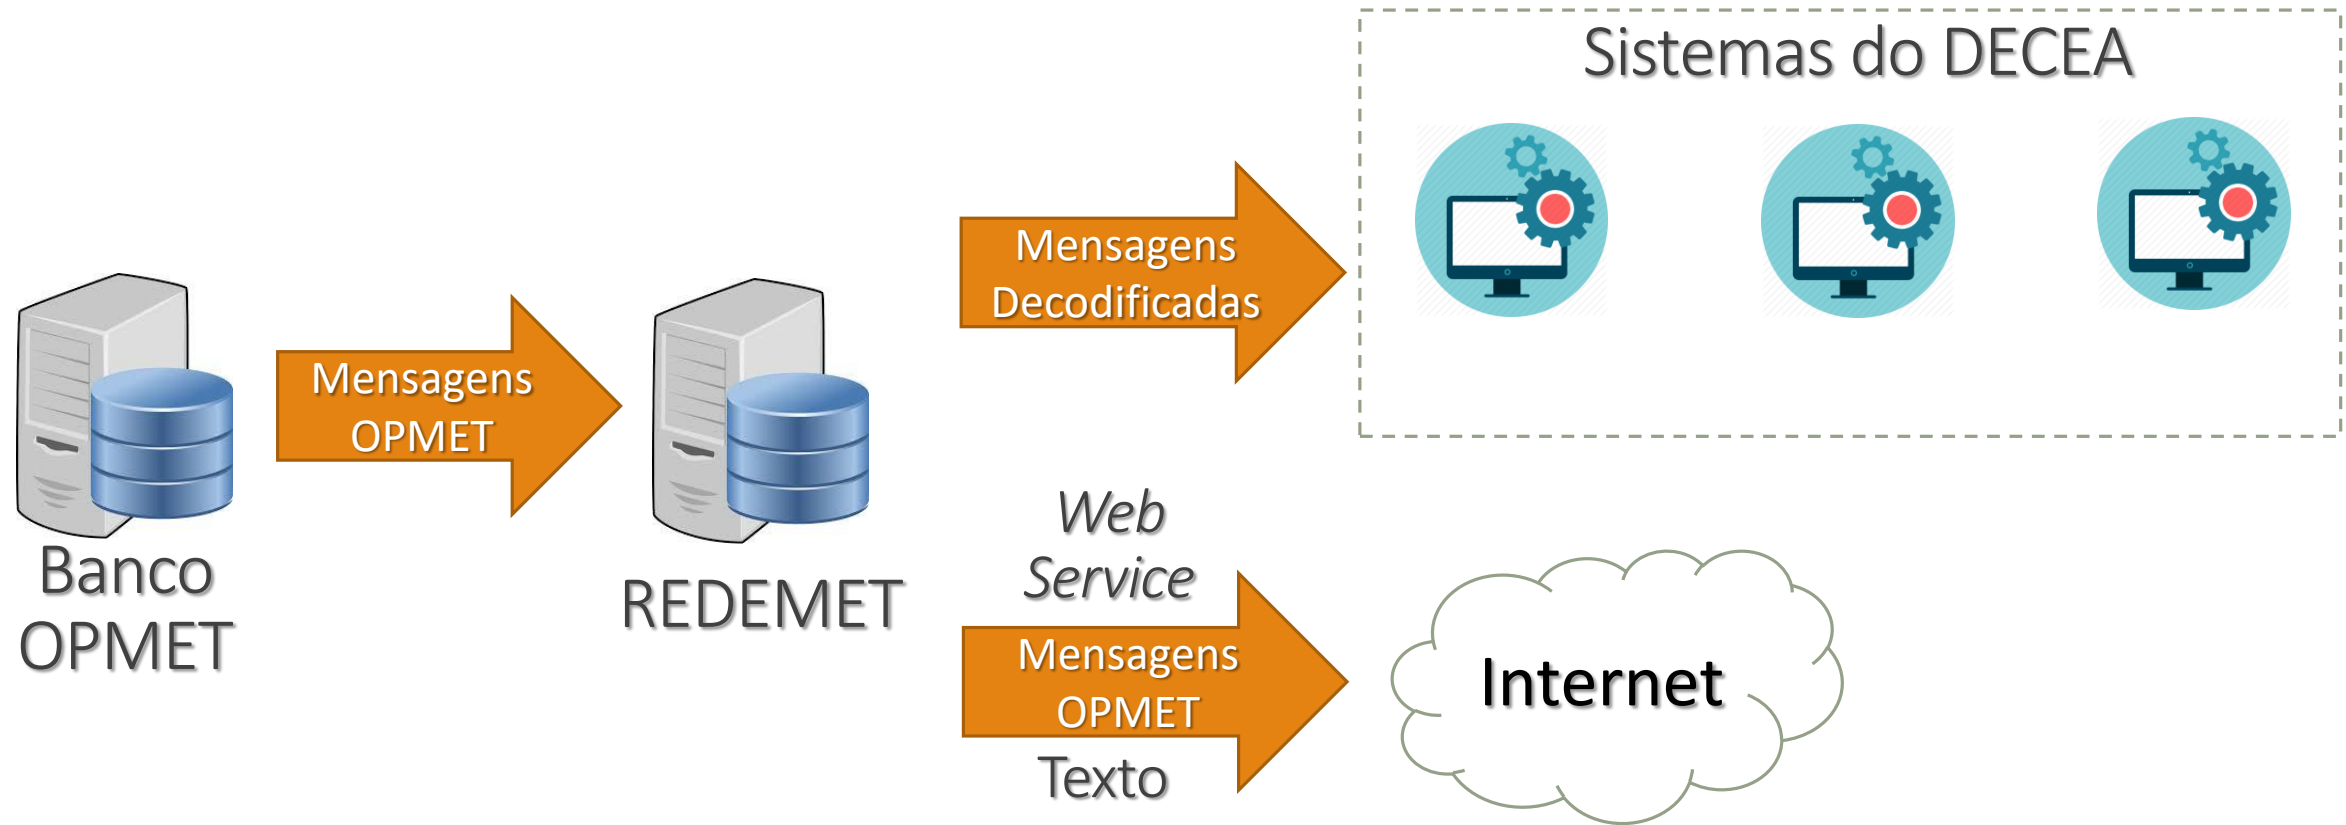 Sistemas do DECEA
Mensagens
Decodificadas
Mensagens
OPMET
Banco
OPMET
REDEMET
Web
Service
Mensagens
OPMET
Texto
Internet